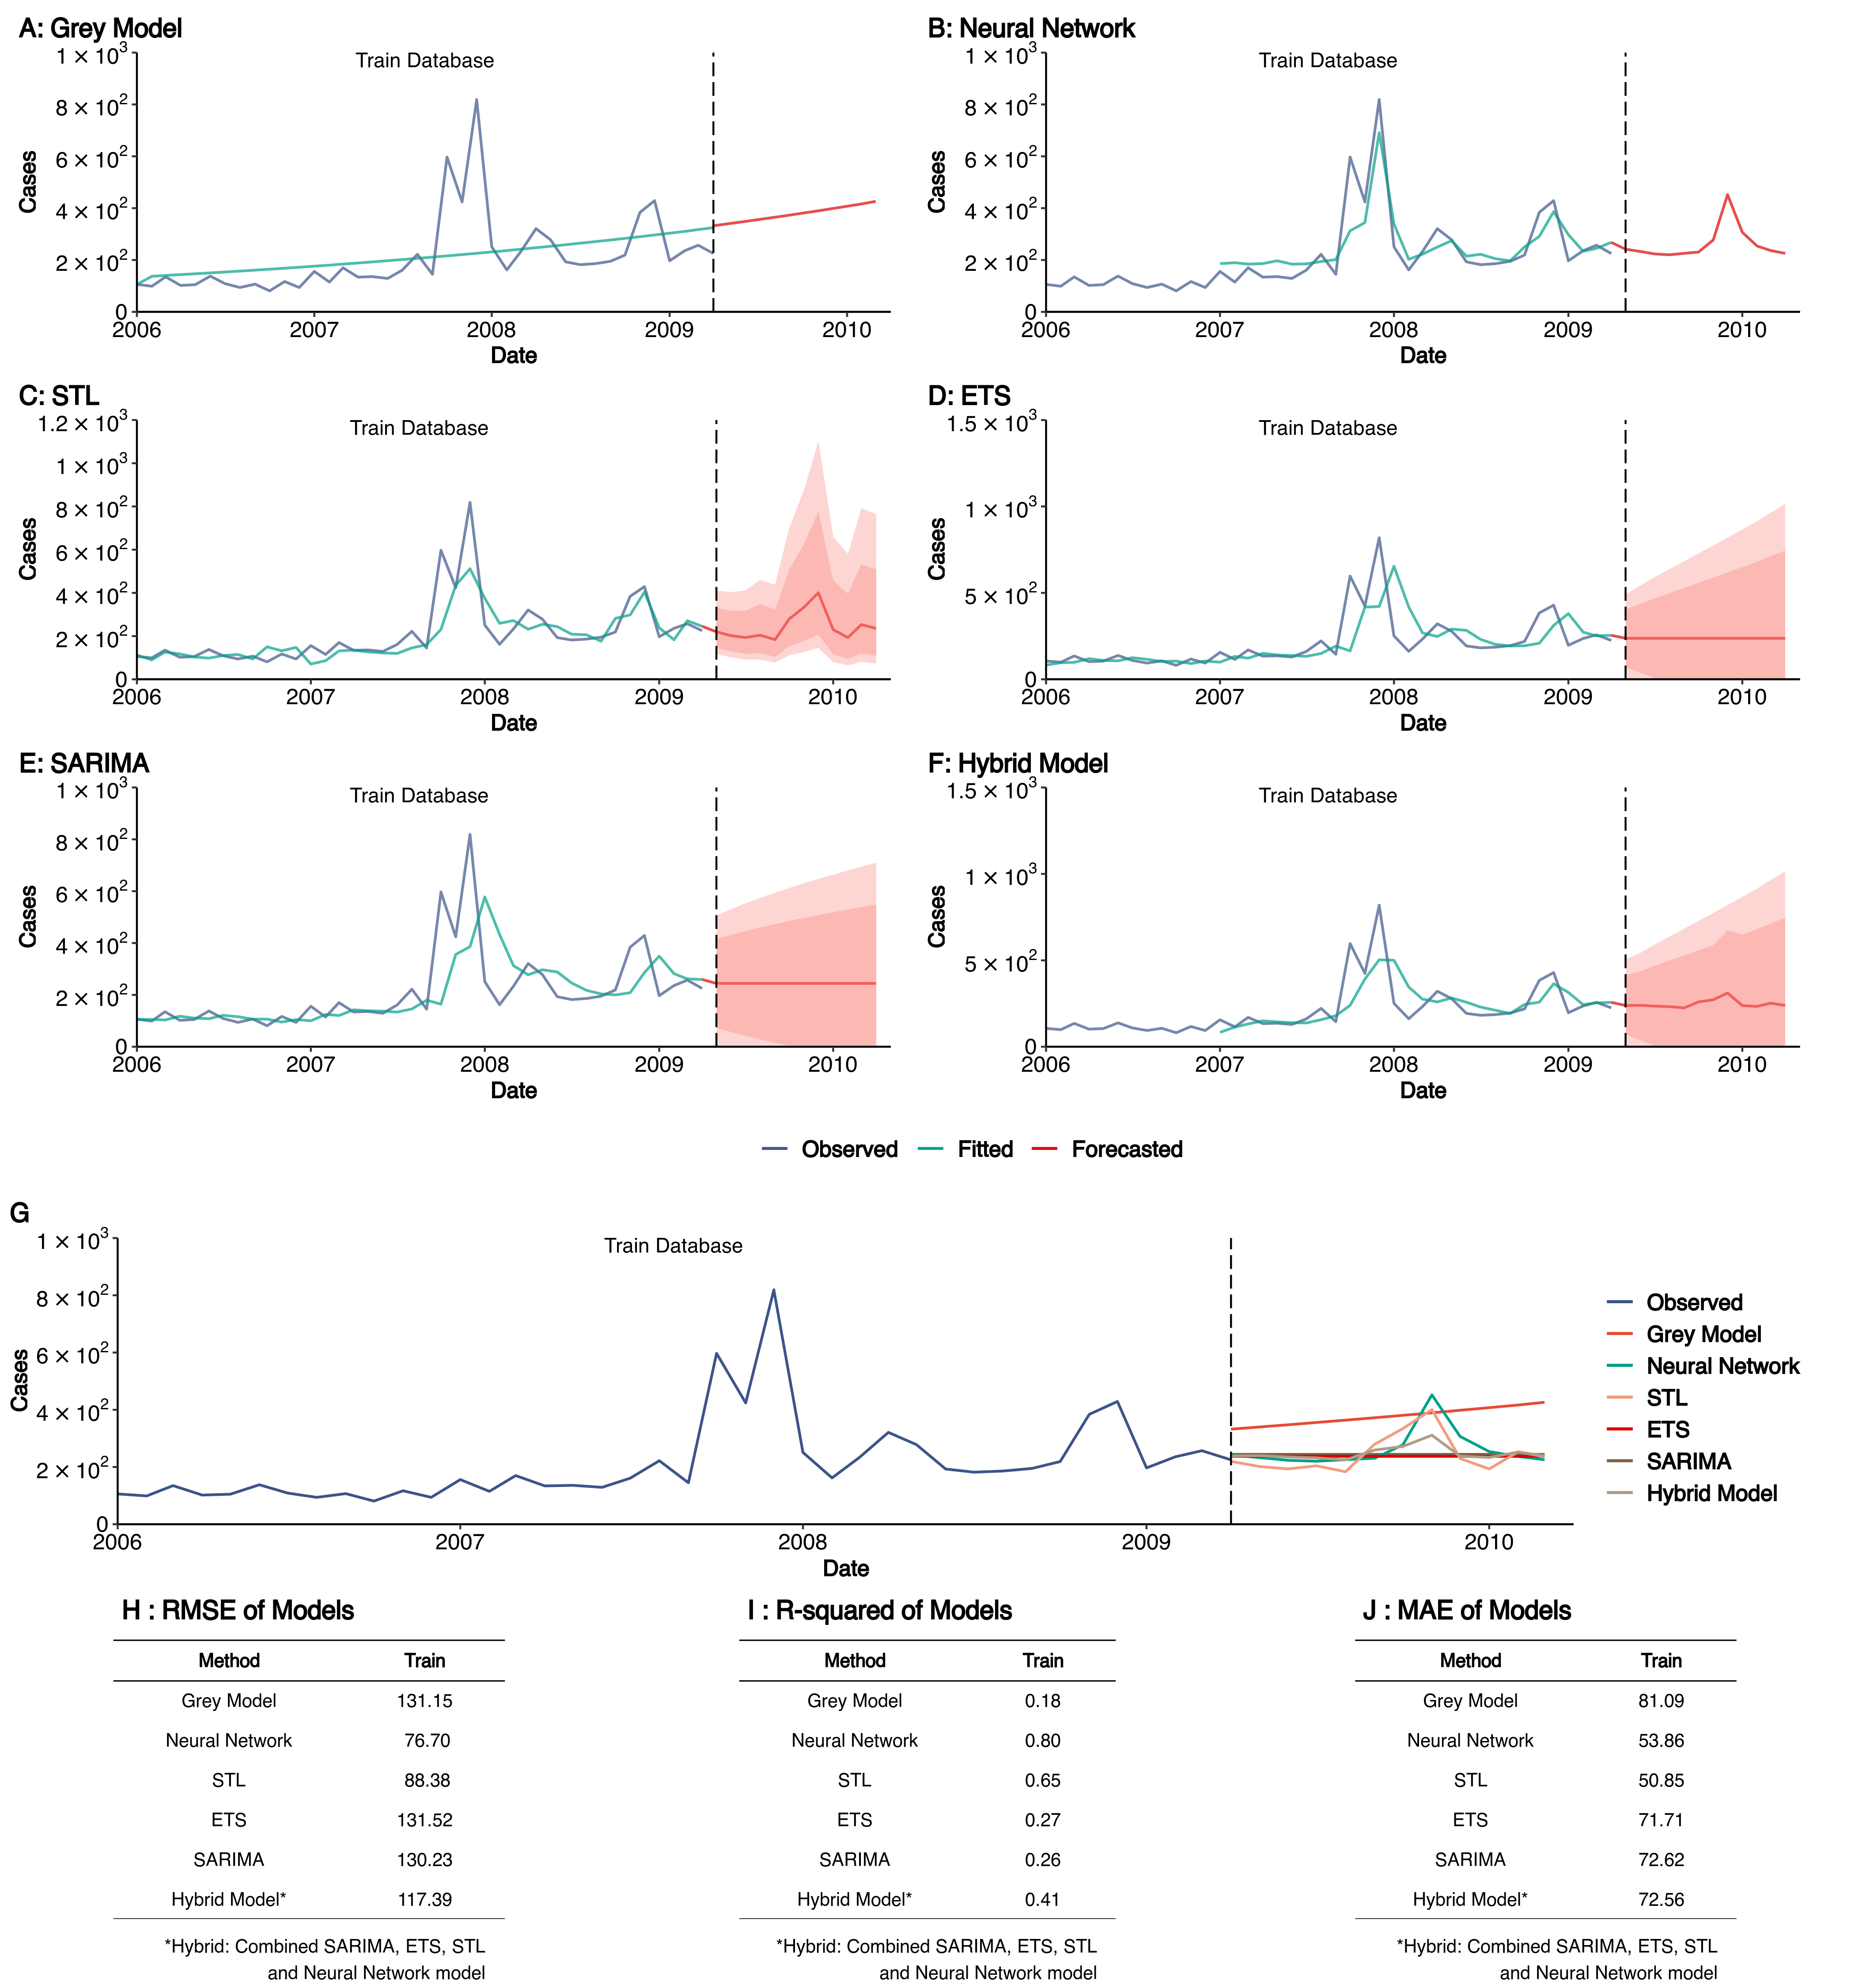 A: Grey Model
Train Database
1 × 10³
8 × 10²
6 × 10²
4 × 10²
2 × 10²
0
Cases
2006 2007 2008 2009 2010
Date
B: Neural Network
Train Database
1 × 10³
8 × 10²
6 × 10²
4 × 10²
2 × 10²
0
Cases
2006 2007 2008 2009 2010
Date
C: STL
Train Database
1.2 × 10³
1 × 10³
8 × 10²
6 × 10²
4 × 10²
2 × 10²
0
Cases
2006 2007 2008 2009 2010
Date
D: ETS
Train Database
1.5 × 10³
1 × 10³
5 × 10²
0
Cases
2006 2007 2008 2009 2010
Date
E: SARIMA
Train Database
1 × 10³
8 × 10²
6 × 10²
4 × 10²
2 × 10²
0
Cases
2006 2007 2008 2009 2010
Date
F: Hybrid Model
Train Database
1.5 × 10³
1 × 10³
5 × 10²
0
Cases
2006 2007 2008 2009 2010
Date
Observed Fitted Forecasted
G
Train Database
1 × 10³
8 × 10²
6 × 10²
4 × 10²
2 × 10²
0
Cases
2006 2007 2008 2009 2010
Date
Observed
Grey Model
Neural Network
STL
ETS
SARIMA
Hybrid Model
H : RMSE of Models
Method Train
Grey Model 131.15
Neural Network 76.70
STL 88.38
ETS 131.52
SARIMA 130.23
Hybrid Model* 117.39
*Hybrid: Combined SARIMA, ETS, STL
and Neural Network model
I : R-squared of Models
Method Train
Grey Model 0.18
Neural Network 0.80
STL 0.65
ETS 0.27
SARIMA 0.26
Hybrid Model* 0.41
*Hybrid: Combined SARIMA, ETS, STL
and Neural Network model
J : MAE of Models
Method Train
Grey Model 81.09
Neural Network 53.86
STL 50.85
ETS 71.71
SARIMA 72.62
Hybrid Model* 72.56
*Hybrid: Combined SARIMA, ETS, STL
and Neural Network model